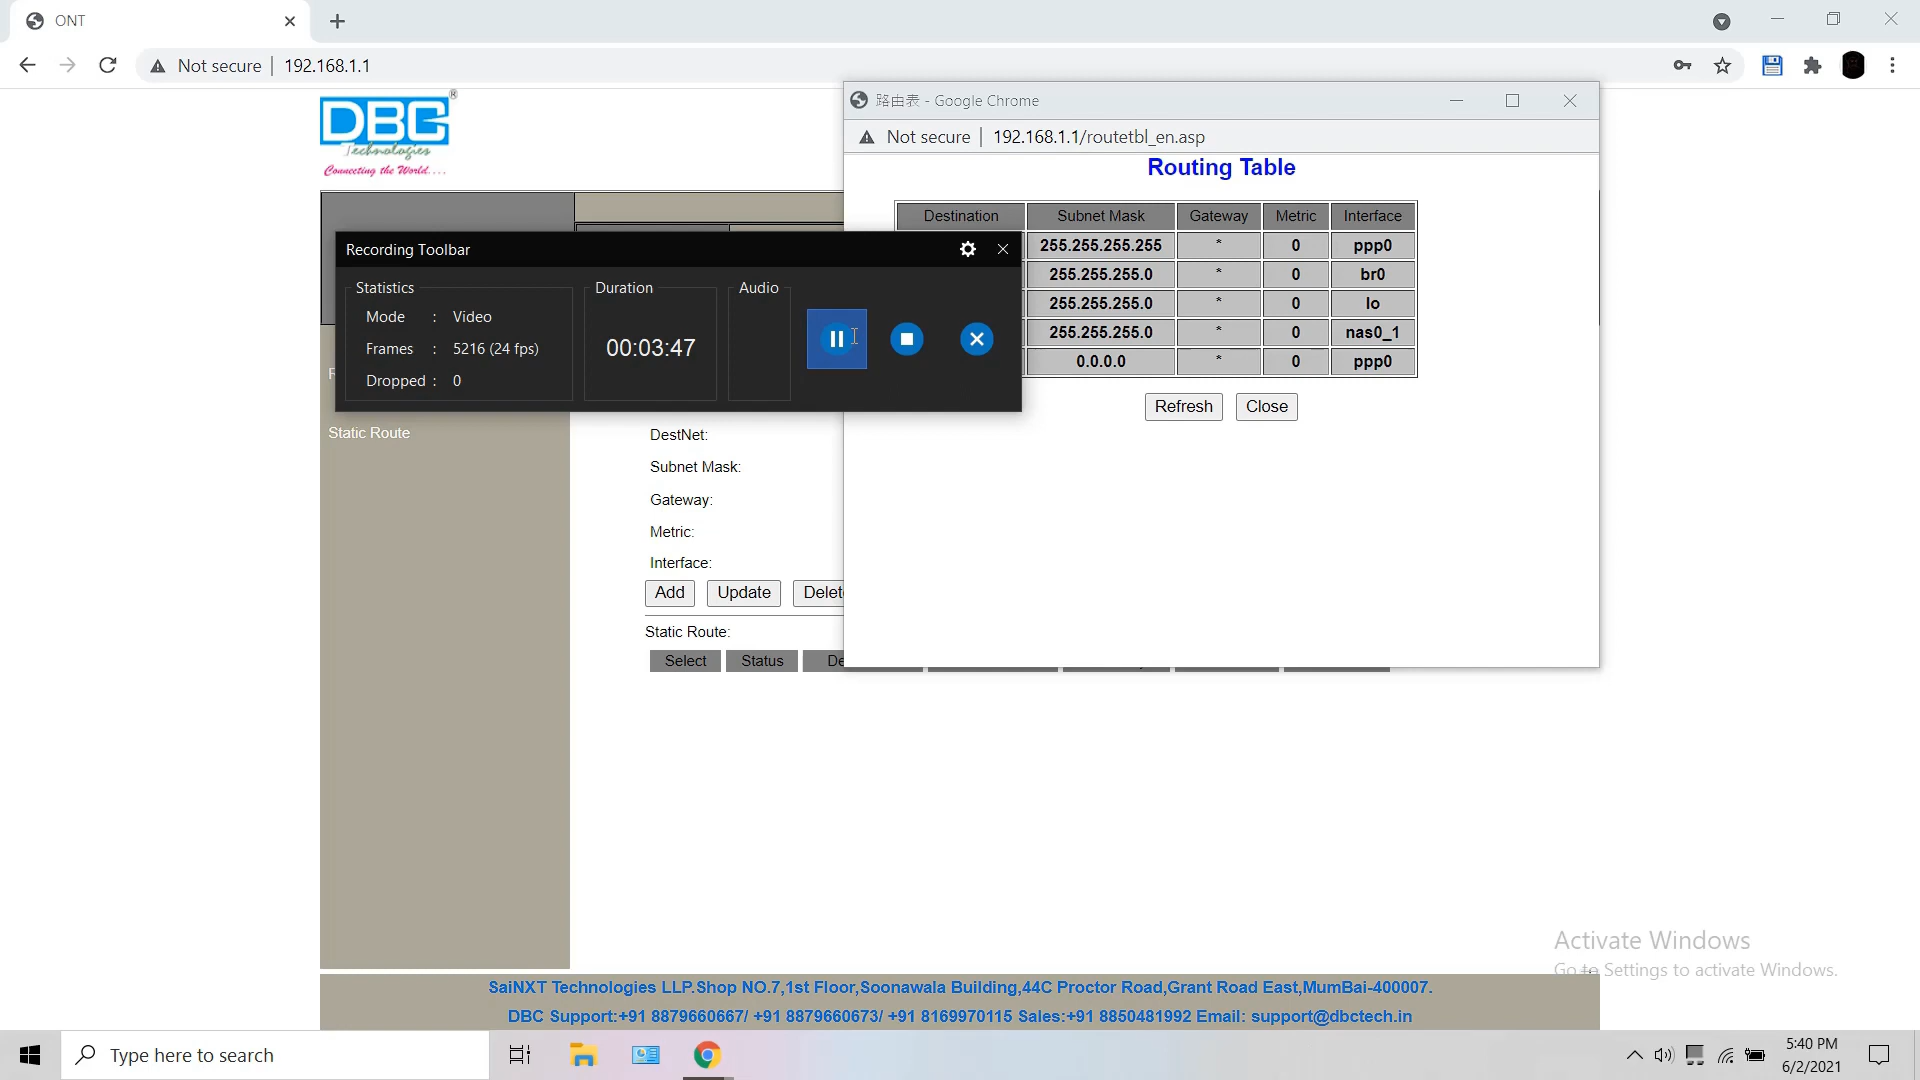 ONT
Not secure 192.168.1.1
DBC
Technologies
Connecting the World....
路由表 - Google Chrome
Not secure 192.168.1.1/routetbl_en.asp
Routing Table
Destination Subnet Mask Gateway Metric Interface
255.255.255.255 * 0 ppp0
255.255.255.0 * 0 br0
255.255.255.0 * 0 lo
255.255.255.0 * 0 nas0_1
0.0.0.0 * 0 ppp0
Refresh Close
Recording Toolbar
Statistics Duration Audio
Mode : Video
Frames : 5216 (24 fps)
Dropped : 0
00:03:47
Static Route
DestNet:
Subnet Mask:
Gateway:
Metric:
Interface:
Add Update
Static Route:
Select Status
Activate Windows
Go to Settings to activate Windows.
SaiNXT Technologies LLP.Shop NO.7,1st Floor,Soonawala Building,44C Proctor Road,Grant Road East,MumBai-400007.
DBC Support:+91 8879660667/ +91 8879660673/ +91 8169970115 Sales:+91 8850481992 Email: support@dbctech.in
Type here to search
5:40 PM
6/2/2021